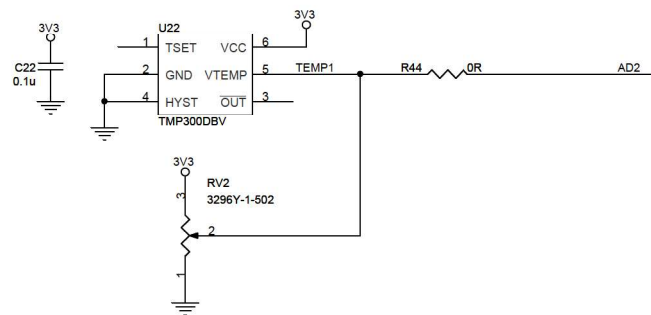 3V3
C22
0.1u
U22
3V3
1 TSET VCC 6
2 GND VTEMP 5 TEMP1 R44 0R AD2
4 HYST OUT 3
TMP300DBV
3V3
RV2
3296Y-1-502
3
2
1